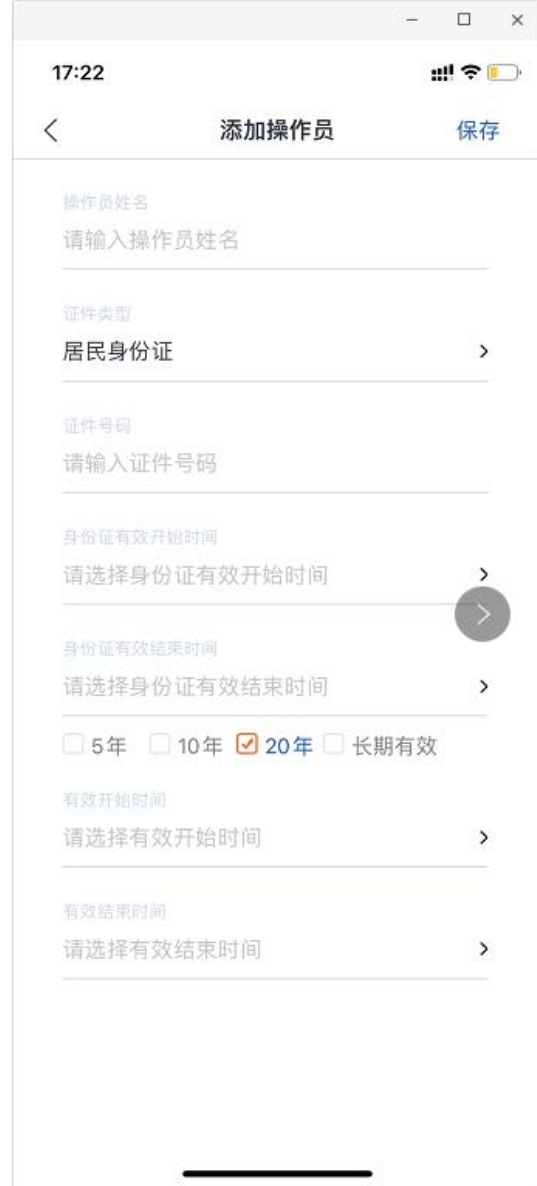 17:22
添加操作员 保存
操作员姓名
请输入操作员姓名
证件类型
居民身份证
证件号码
请输入证件号码
身份证有效开始时间
请选择身份证有效开始时间
身份证有效结束时间
请选择身份证有效结束时间
5年 10年 20年 长期有效
有效开始时间
请选择有效开始时间
有效结束时间
请选择有效结束时间